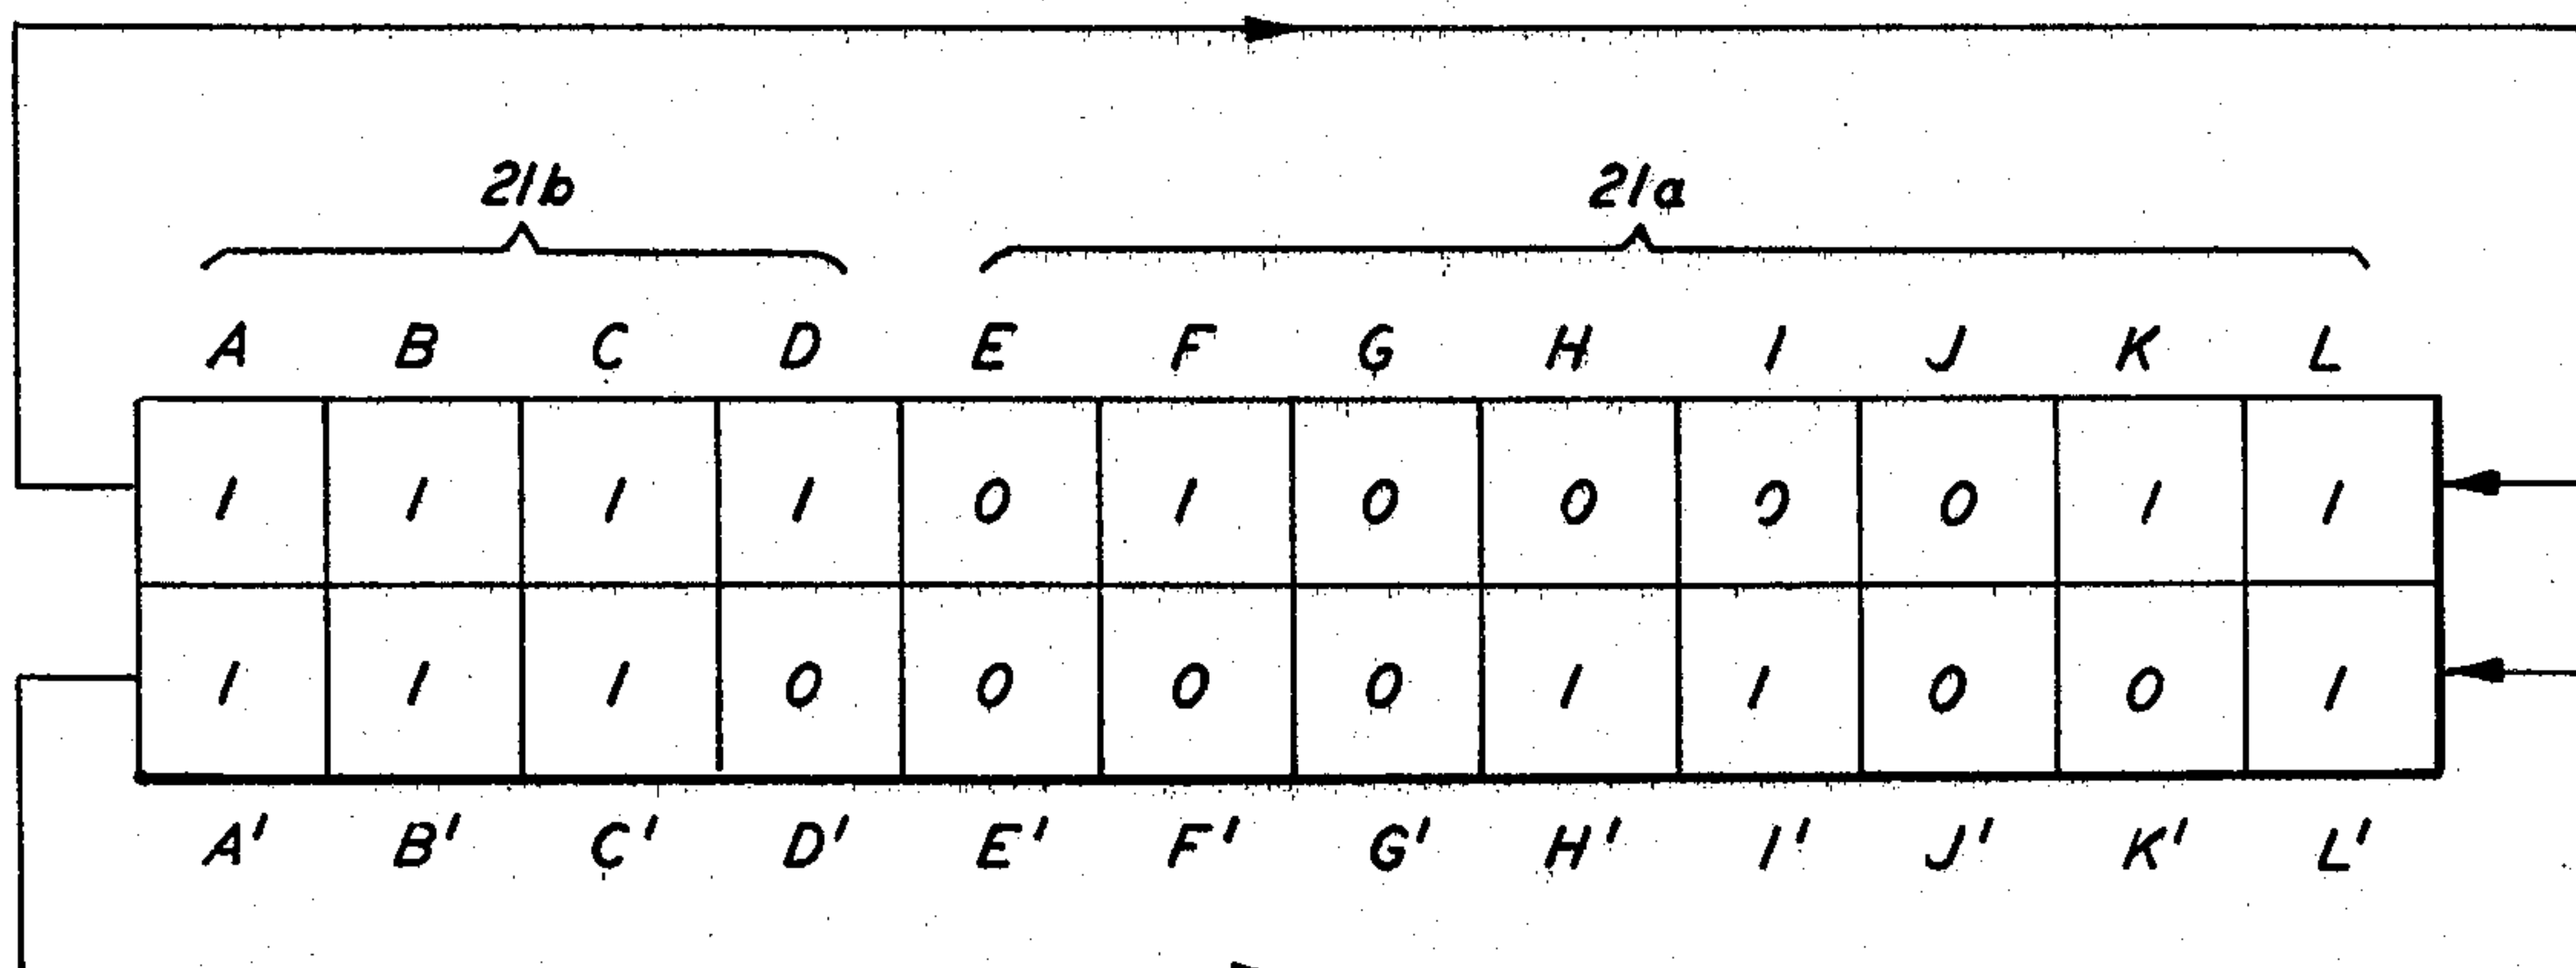 21b 21a
A B C D E F G H I J K L
1 1 1 1 0 1 0 0 0 0 1 1
1 1 1 0 0 0 0 1 1 0 0 1
A' B' C' D' E' F' G' H' I' J' K' L'